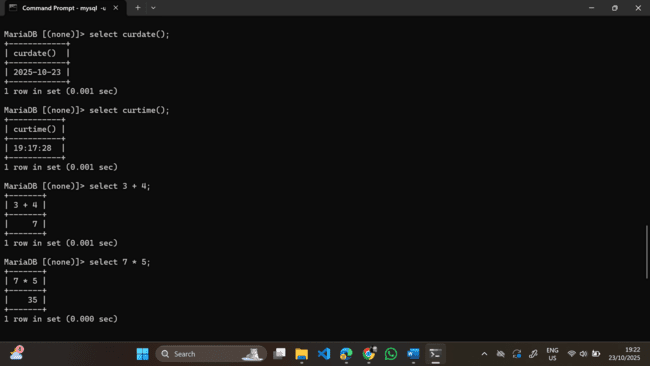 Command Prompt - mysql -u
MariaDB [(none)]> select curdate();
+------------+
| curdate()  |
+------------+
| 2025-10-23 |
+------------+
1 row in set (0.001 sec)
MariaDB [(none)]> select curtime();
+-----------+
| curtime() |
+-----------+
| 19:17:28  |
+-----------+
1 row in set (0.001 sec)
MariaDB [(none)]> select 3 + 4;
+-------+
| 3 + 4 |
+-------+
|     7 |
+-------+
1 row in set (0.001 sec)
MariaDB [(none)]> select 7 * 5;
+-------+
| 7 * 5 |
+-------+
|    35 |
+-------+
1 row in set (0.000 sec)
Search
ENG
US
19:22
23/10/2025